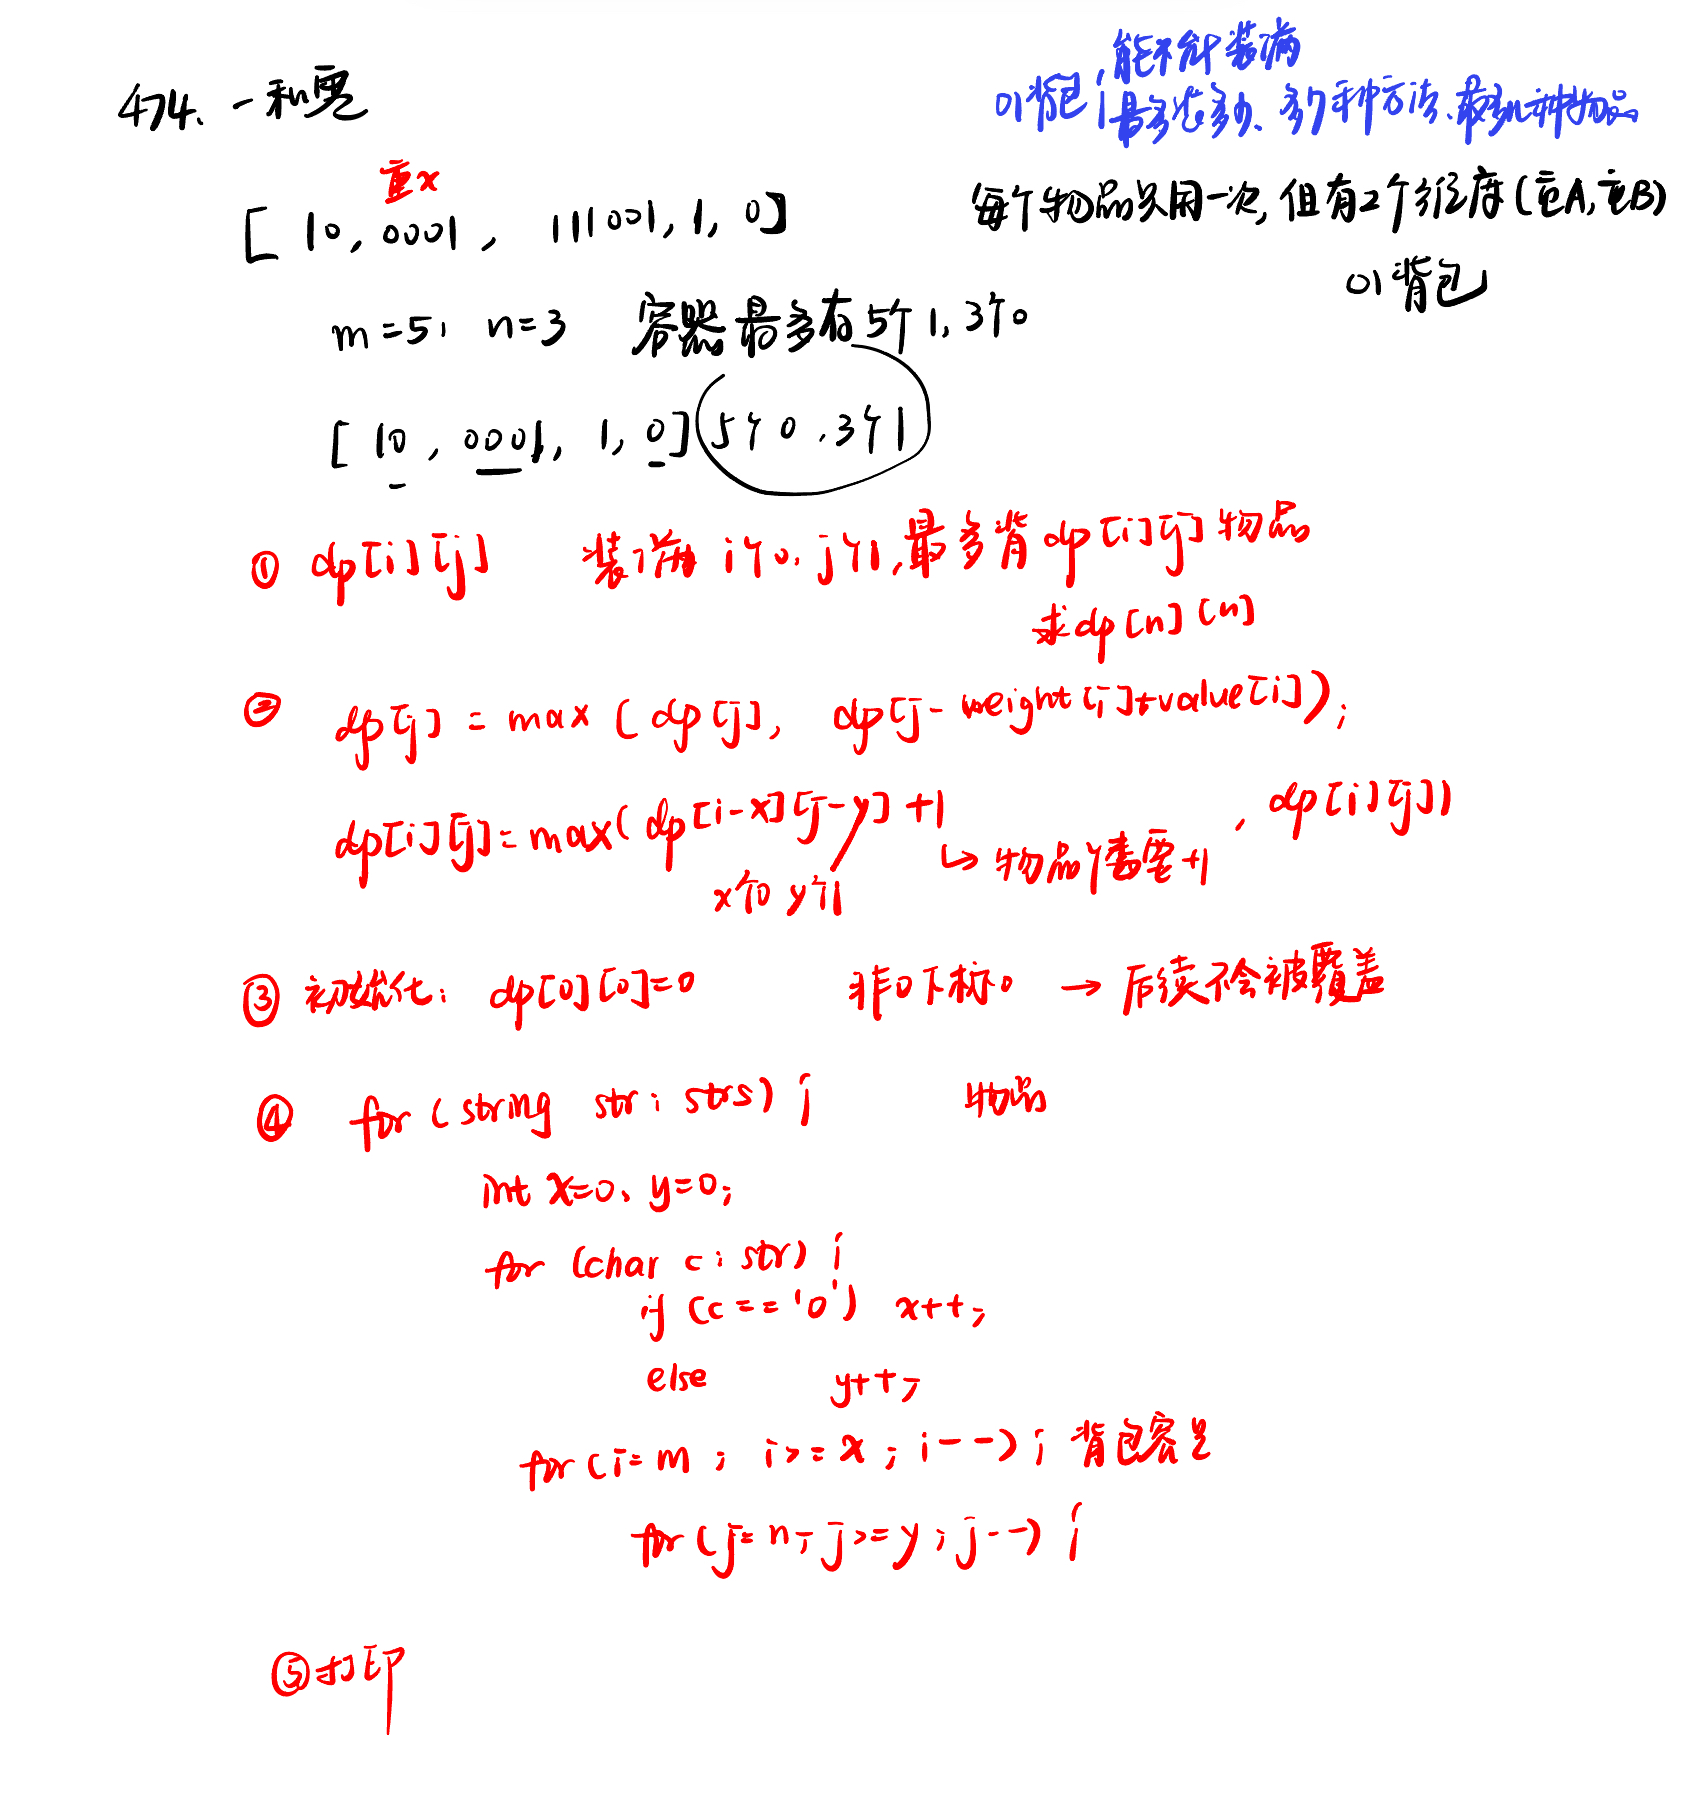 474. 一和零
01背包 { 能不能装满
最多装多少、多少种方法、最多几种物品
重x
[ 10, 0001, 111001, 1, 0]
每个物品只用一次, 但有2个维度(重A, 重B)
01背包
m=5, n=3 容器最多有5个1, 3个0
[ 10, 0001, 1, 0] 5个0, 3个1
① dp[i][j] 装满i个0, j个1, 最多背dp[i][j]物品
求dp[n][n]
② dp[j] = max(dp[j], dp[j-weight[i]+value[i]);
dp[i][j]=max(dp[i-x][j-y]+1, dp[i][j])
x个0 y个1
↳ 物品个数要+1
③ 初始化: dp[0][0]=0 非0下标0 → 后续不会被覆盖
④ for (string str: strs) { 物品
int x=0, y=0;
for (char c: str) {
if (c=='0') x++;
else y++;
for (i=m; i>=x; i--) { 背包容量
for (j=n; j>=y; j--) {
⑤打印